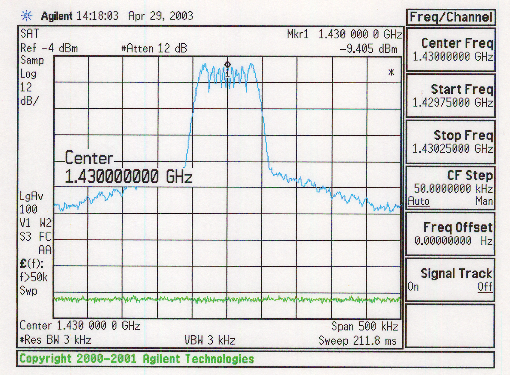 Agilent 14:18:03 Apr 29, 2003
Freq/Channel
SAT
Mkr1 1.430 000 0 GHz
Ref -4 dBm
*Atten 12 dB
-9.405 dBm
Samp
Log
12
dB/
*
1
Center
1.430000000 GHz
LgAv
100
V1 W2
S3 FC
AA
£(f):
f>50k
Swp
Center 1.430 000 0 GHz
Span 500 kHz
*Res BW 3 kHz
VBW 3 kHz
Sweep 211.8 ms
Copyright 2000-2001 Agilent Technologies
Center Freq
1.43000000 GHz
Start Freq
1.42975000 GHz
Stop Freq
1.43025000 GHz
CF Step
50.0000000 kHz
Auto Man
Freq Offset
0.00000000 Hz
Signal Track
On Off